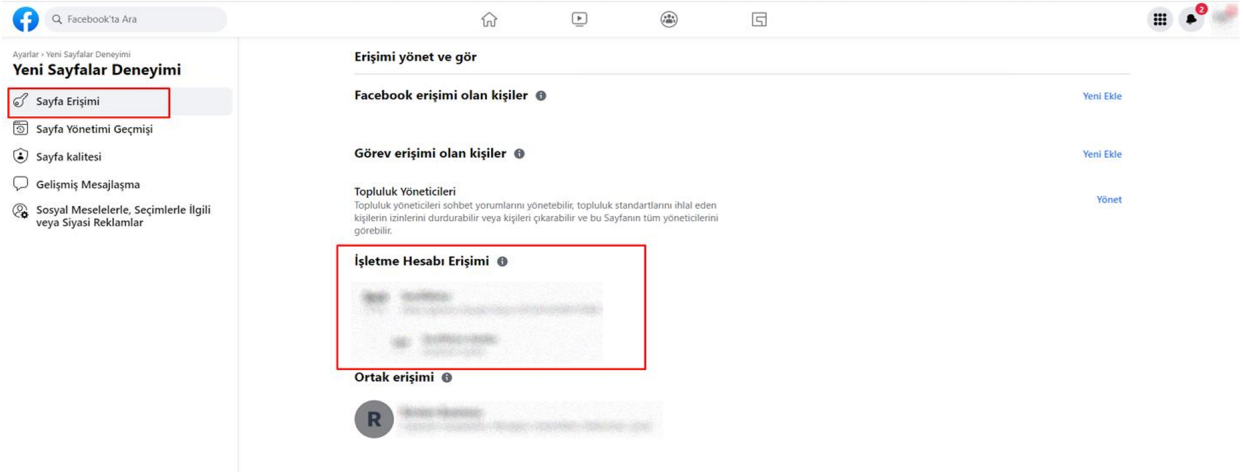 Facebook'ta Ara
2
Ayarlar › Yeni Sayfalar Deneyimi
Yeni Sayfalar Deneyimi
Sayfa Erişimi
Sayfa Yönetimi Geçmişi
Sayfa kalitesi
Gelişmiş Mesajlaşma
Sosyal Meselelerle, Seçimlerle İlgili
veya Siyasi Reklamlar
Erişimi yönet ve gör
Facebook erişimi olan kişiler
Yeni Ekle
Görev erişimi olan kişiler
Yeni Ekle
Topluluk Yöneticileri
Topluluk yöneticileri sohbet yorumlarını yönetebilir, topluluk standartlarını ihlal eden
kişilerin izinlerini durdurabilir veya kişileri çıkarabilir ve bu Sayfanın tüm yöneticilerini
görebilir.
Yönet
İşletme Hesabı Erişimi
Ortak erişimi
R